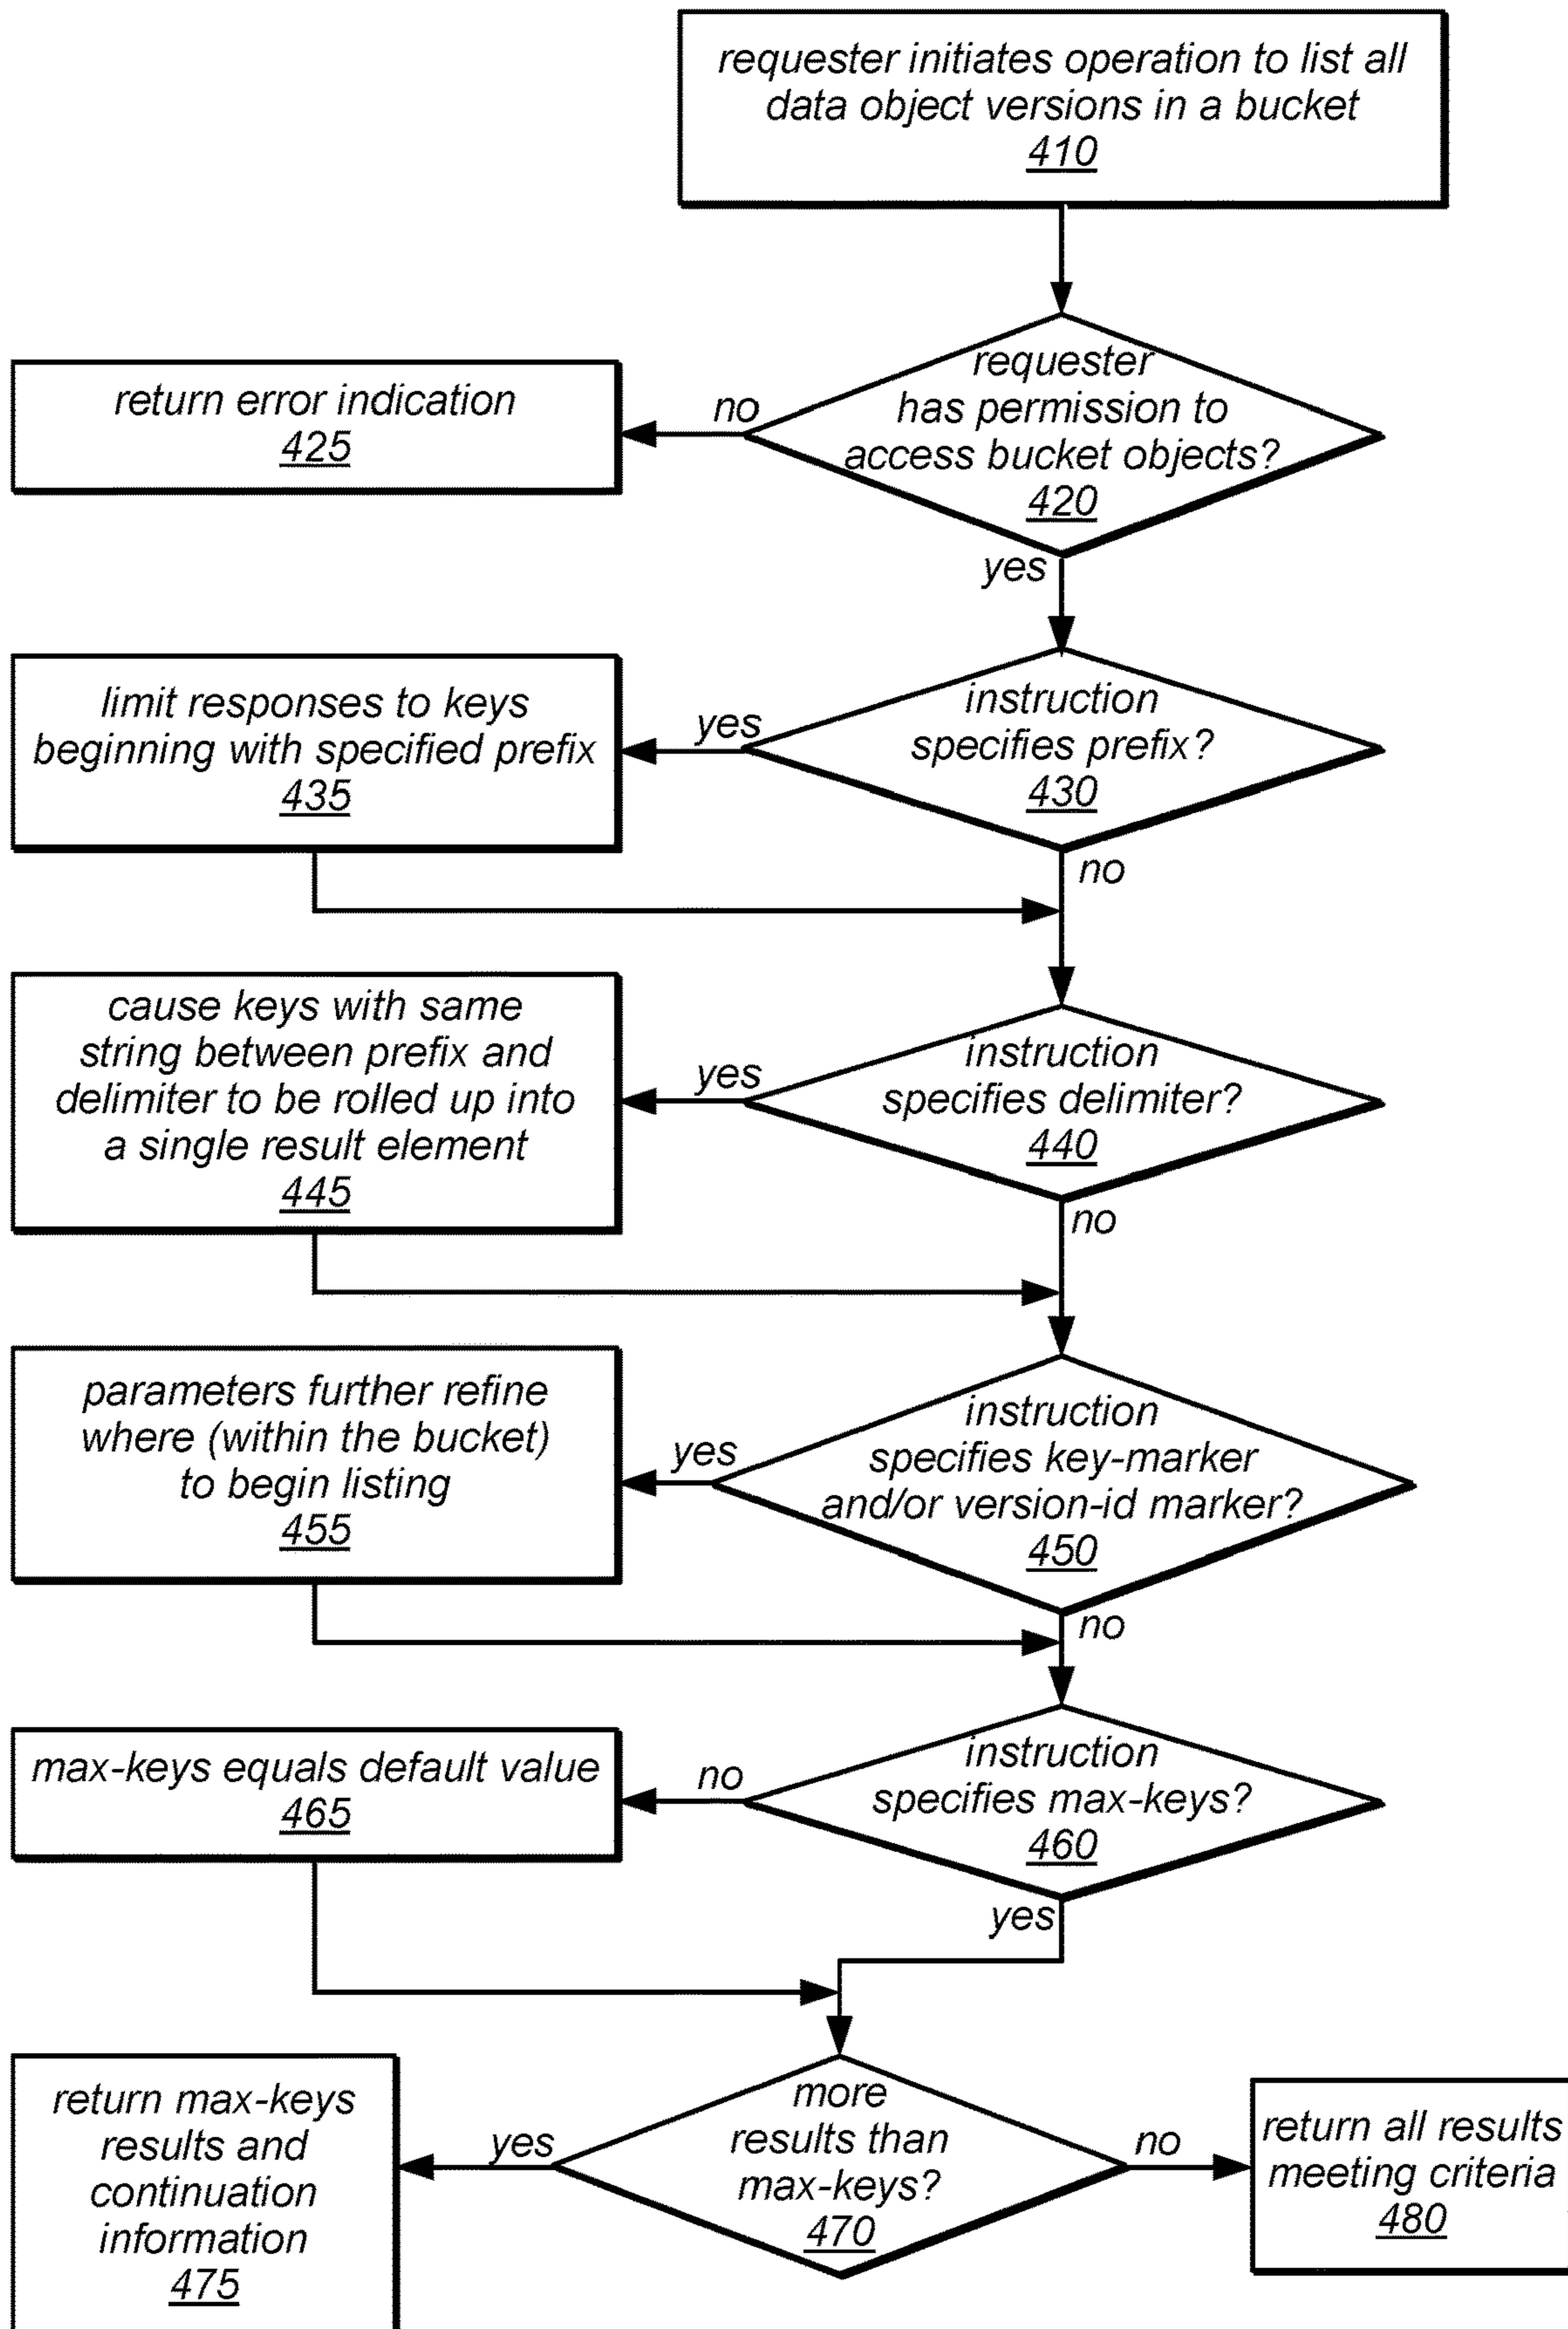 requester initiates operation to list all
data object versions in a bucket
410
requester
has permission to
access bucket objects?
420
no
return error indication
425
yes
instruction
specifies prefix?
430
yes
limit responses to keys
beginning with specified prefix
435
no
instruction
specifies delimiter?
440
yes
cause keys with same
string between prefix and
delimiter to be rolled up into
a single result element
445
no
instruction
specifies key-marker
and/or version-id marker?
450
yes
parameters further refine
where (within the bucket)
to begin listing
455
no
instruction
specifies max-keys?
460
no
max-keys equals default value
465
yes
more
results than
max-keys?
470
yes
return max-keys
results and
continuation
information
475
no
return all results
meeting criteria
480